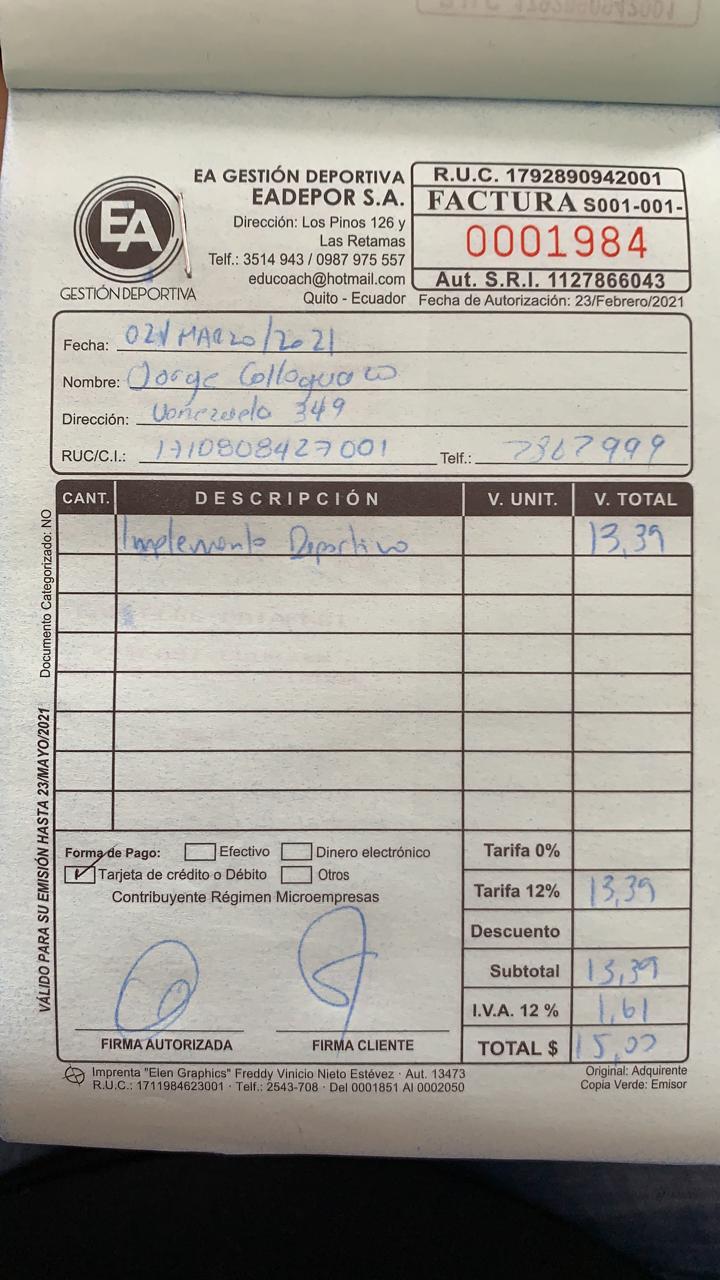 EA GESTIÓN DEPORTIVA
EADEPOR S.A.
Dirección: Los Pinos 126 y
Las Retamas
Telf.: 3514 943 / 0987 975 557
educoach@hotmail.com
Quito - Ecuador
EA
GESTIÓN DEPORTIVA
R.U.C. 1792890942001
FACTURA S001-001-
0001984
Aut. S.R.I. 1127866043
Fecha de Autorización: 23/Febrero/2021
Fecha: 02/MARZO/2021
Nombre: Jorge
Dirección: Venezuela 349
RUC/C.I.: 1710808427001 Telf.: 7867999
CANT. DESCRIPCIÓN V. UNIT. V. TOTAL
Implemento Deportivo 13,39
Documento Categorizado: NO
VÁLIDO PARA SU EMISIÓN HASTA 23/MAYO/2021
Forma de Pago: Efectivo Dinero electrónico
Tarjeta de crédito o Débito Otros
Contribuyente Régimen Microempresas
Tarifa 0%
Tarifa 12% 13,39
Descuento
Subtotal 13,39
I.V.A. 12 % 1,61
TOTAL $ 15,00
FIRMA AUTORIZADA FIRMA CLIENTE
Imprenta "Elen Graphics" Freddy Vinicio Nieto Estévez · Aut. 13473
R.U.C.: 1711984623001 · Telf.: 2543-708 · Del 0001851 Al 0002050
Original: Adquirente
Copia Verde: Emisor